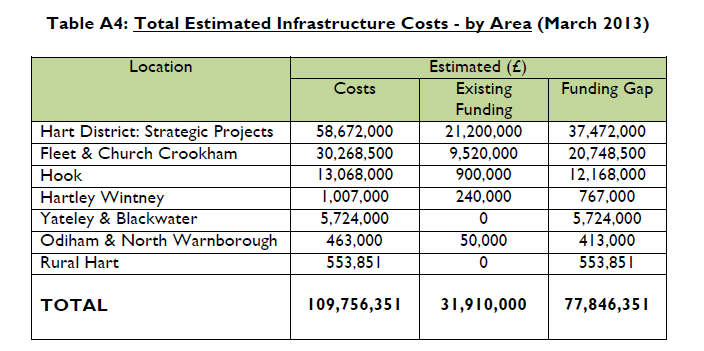 Table A4: Total Estimated Infrastructure Costs - by Area (March 2013)
Location Estimated (£)
Costs Existing Funding Funding Gap
Hart District: Strategic Projects 58,672,000 21,200,000 37,472,000
Fleet & Church Crookham 30,268,500 9,520,000 20,748,500
Hook 13,068,000 900,000 12,168,000
Hartley Wintney 1,007,000 240,000 767,000
Yateley & Blackwater 5,724,000 0 5,724,000
Odiham & North Warnborough 463,000 50,000 413,000
Rural Hart 553,851 0 553,851
TOTAL 109,756,351 31,910,000 77,846,351